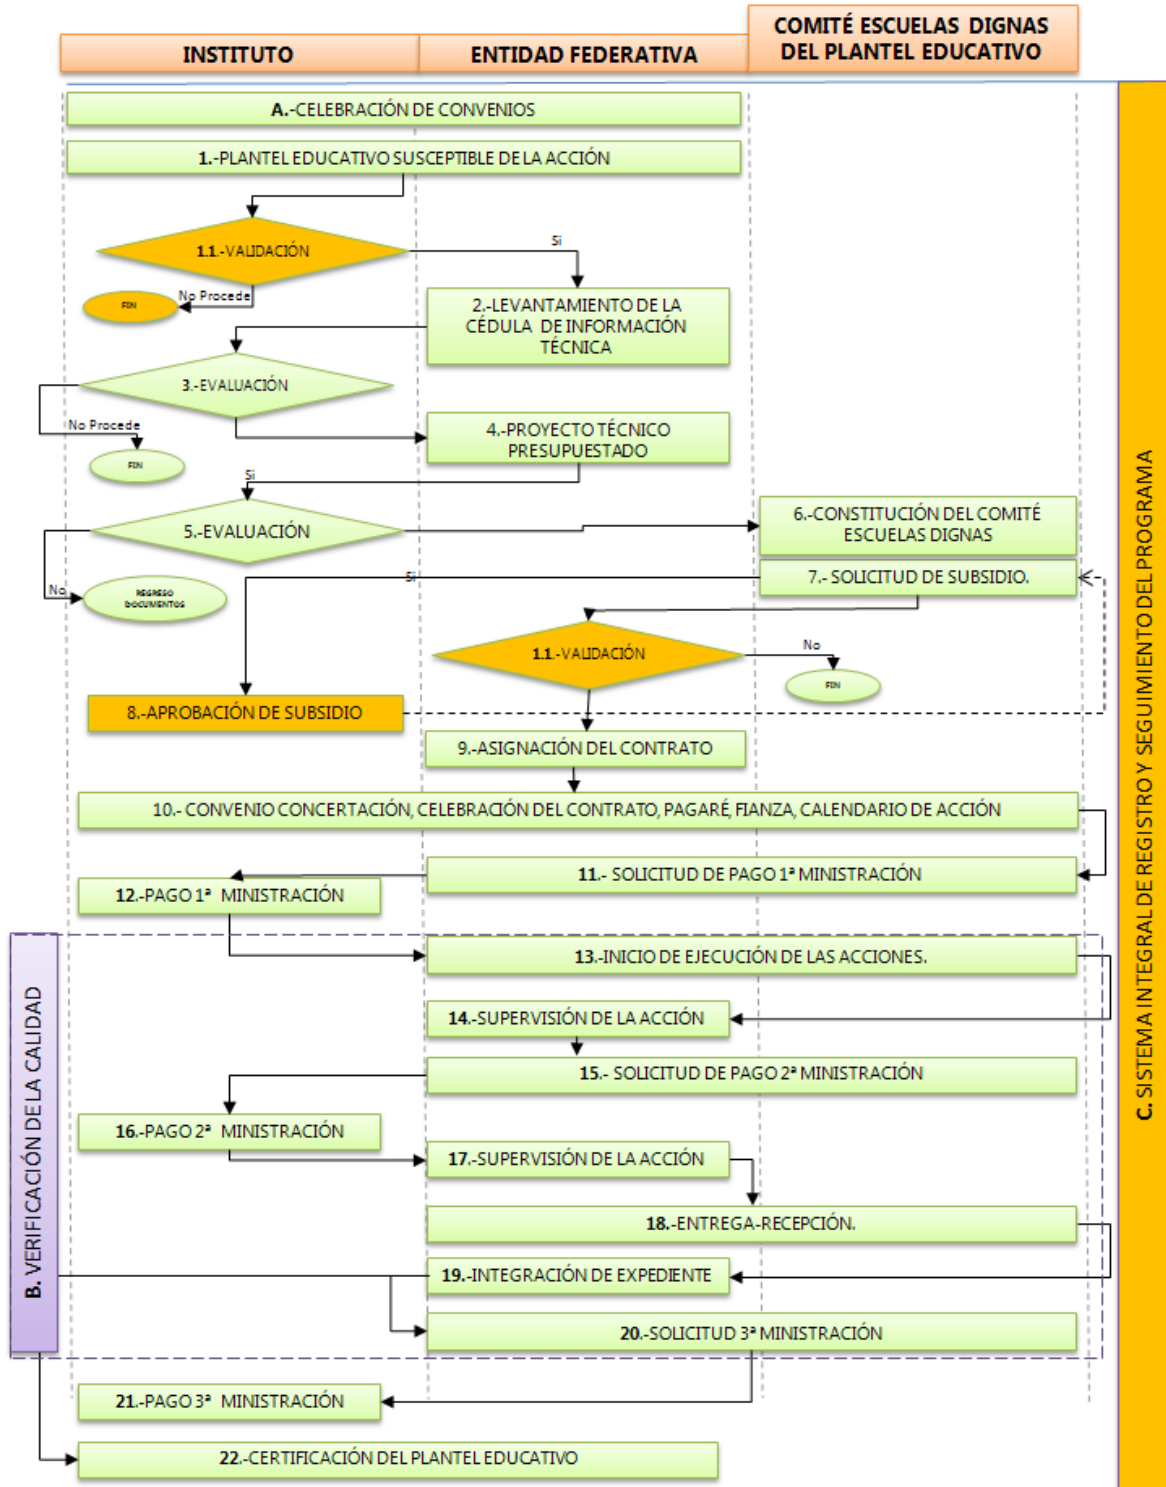 INSTITUTO
ENTIDAD FEDERATIVA
COMITÉ ESCUELAS DIGNAS
DEL PLANTEL EDUCATIVO
A.-CELEBRACIÓN DE CONVENIOS
1.-PLANTEL EDUCATIVO SUSCEPTIBLE DE LA ACCIÓN
1.1.-VALIDACIÓN
Si
No Procede
FIN
2.-LEVANTAMIENTO DE LA
CÉDULA DE INFORMACIÓN
TÉCNICA
3.-EVALUACIÓN
No Procede
FIN
4.-PROYECTO TÉCNICO
PRESUPUESTADO
Si
5.-EVALUACIÓN
No
REGRESO
DOCUMENTOS
6.-CONSTITUCIÓN DEL COMITÉ
ESCUELAS DIGNAS
7.- SOLICITUD DE SUBSIDIO.
Si
1.1.-VALIDACIÓN
No
FIN
8.-APROBACIÓN DE SUBSIDIO
9.-ASIGNACIÓN DEL CONTRATO
10.- CONVENIO CONCERTACIÓN, CELEBRACIÓN DEL CONTRATO, PAGARÉ, FIANZA, CALENDARIO DE ACCIÓN
11.- SOLICITUD DE PAGO 1ª MINISTRACIÓN
12.-PAGO 1ª MINISTRACIÓN
13.-INICIO DE EJECUCIÓN DE LAS ACCIONES.
14.-SUPERVISIÓN DE LA ACCIÓN
15.- SOLICITUD DE PAGO 2ª MINISTRACIÓN
16.-PAGO 2ª MINISTRACIÓN
17.-SUPERVISIÓN DE LA ACCIÓN
18.-ENTREGA-RECEPCIÓN.
19.-INTEGRACIÓN DE EXPEDIENTE
20.-SOLICITUD 3ª MINISTRACIÓN
21.-PAGO 3ª MINISTRACIÓN
22.-CERTIFICACIÓN DEL PLANTEL EDUCATIVO
B. VERIFICACIÓN DE LA CALIDAD
C. SISTEMA INTEGRAL DE REGISTRO Y SEGUIMIENTO DEL PROGRAMA